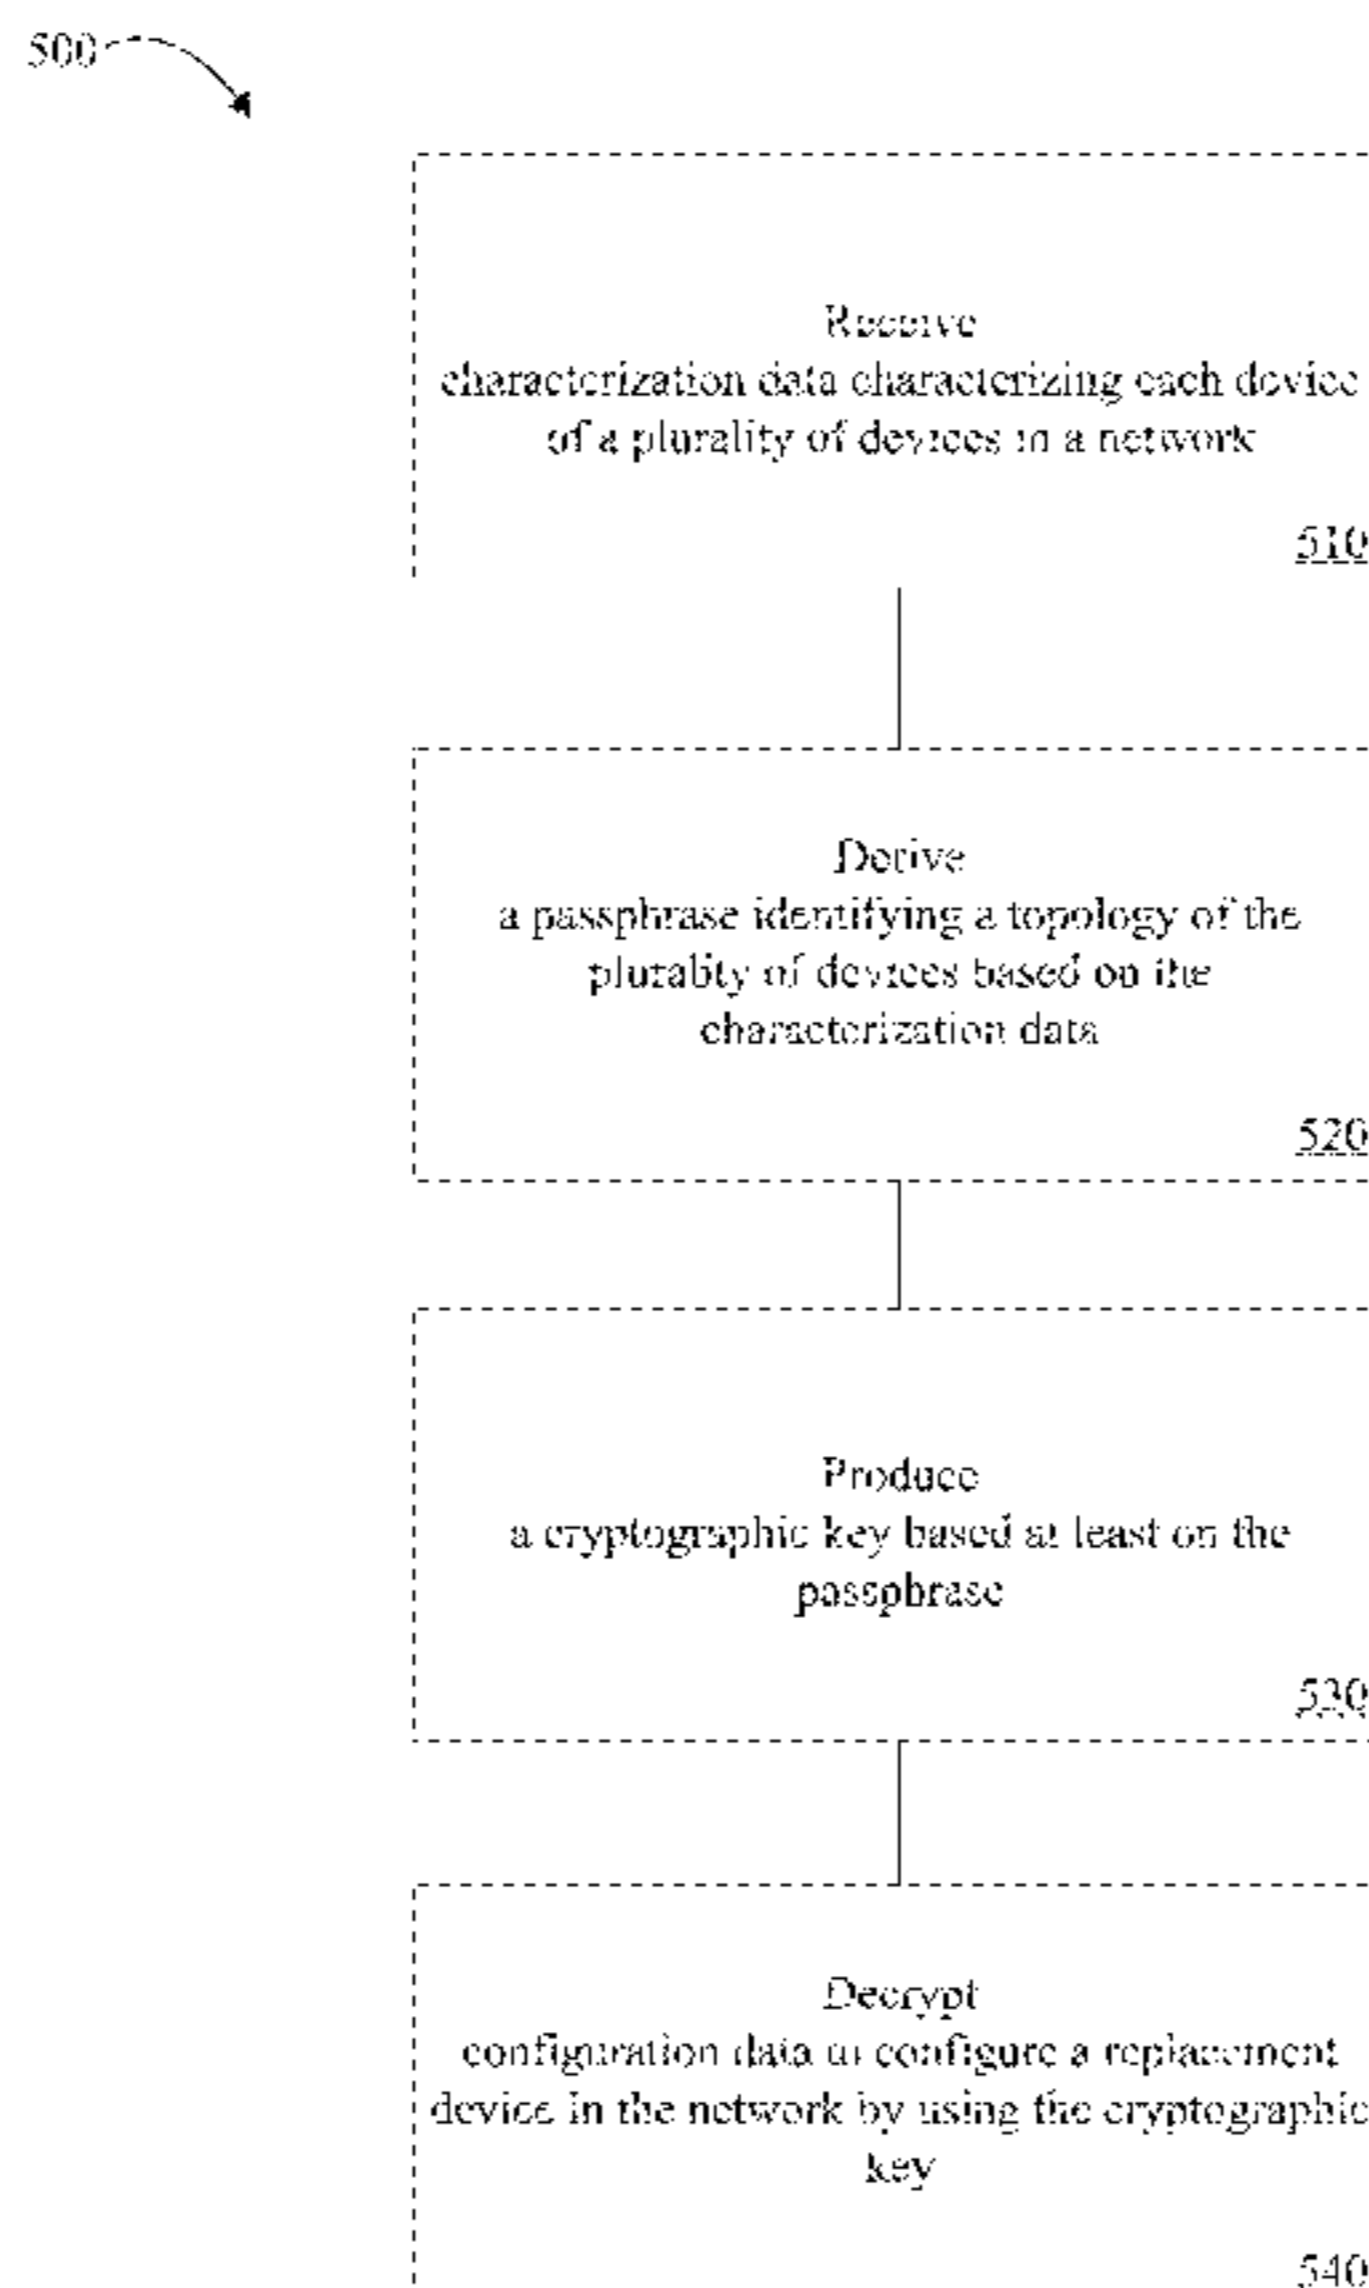 500
Receive
characterization data characterizing each device
of a plurality of devices in a network
510
Derive
a passphrase identifying a topology of the
plurality of devices based on the
characterization data
520
Produce
a cryptographic key based at least on the
passphrase
530
Decrypt
configuration data to configure a replacement
device in the network by using the cryptographic
key
540